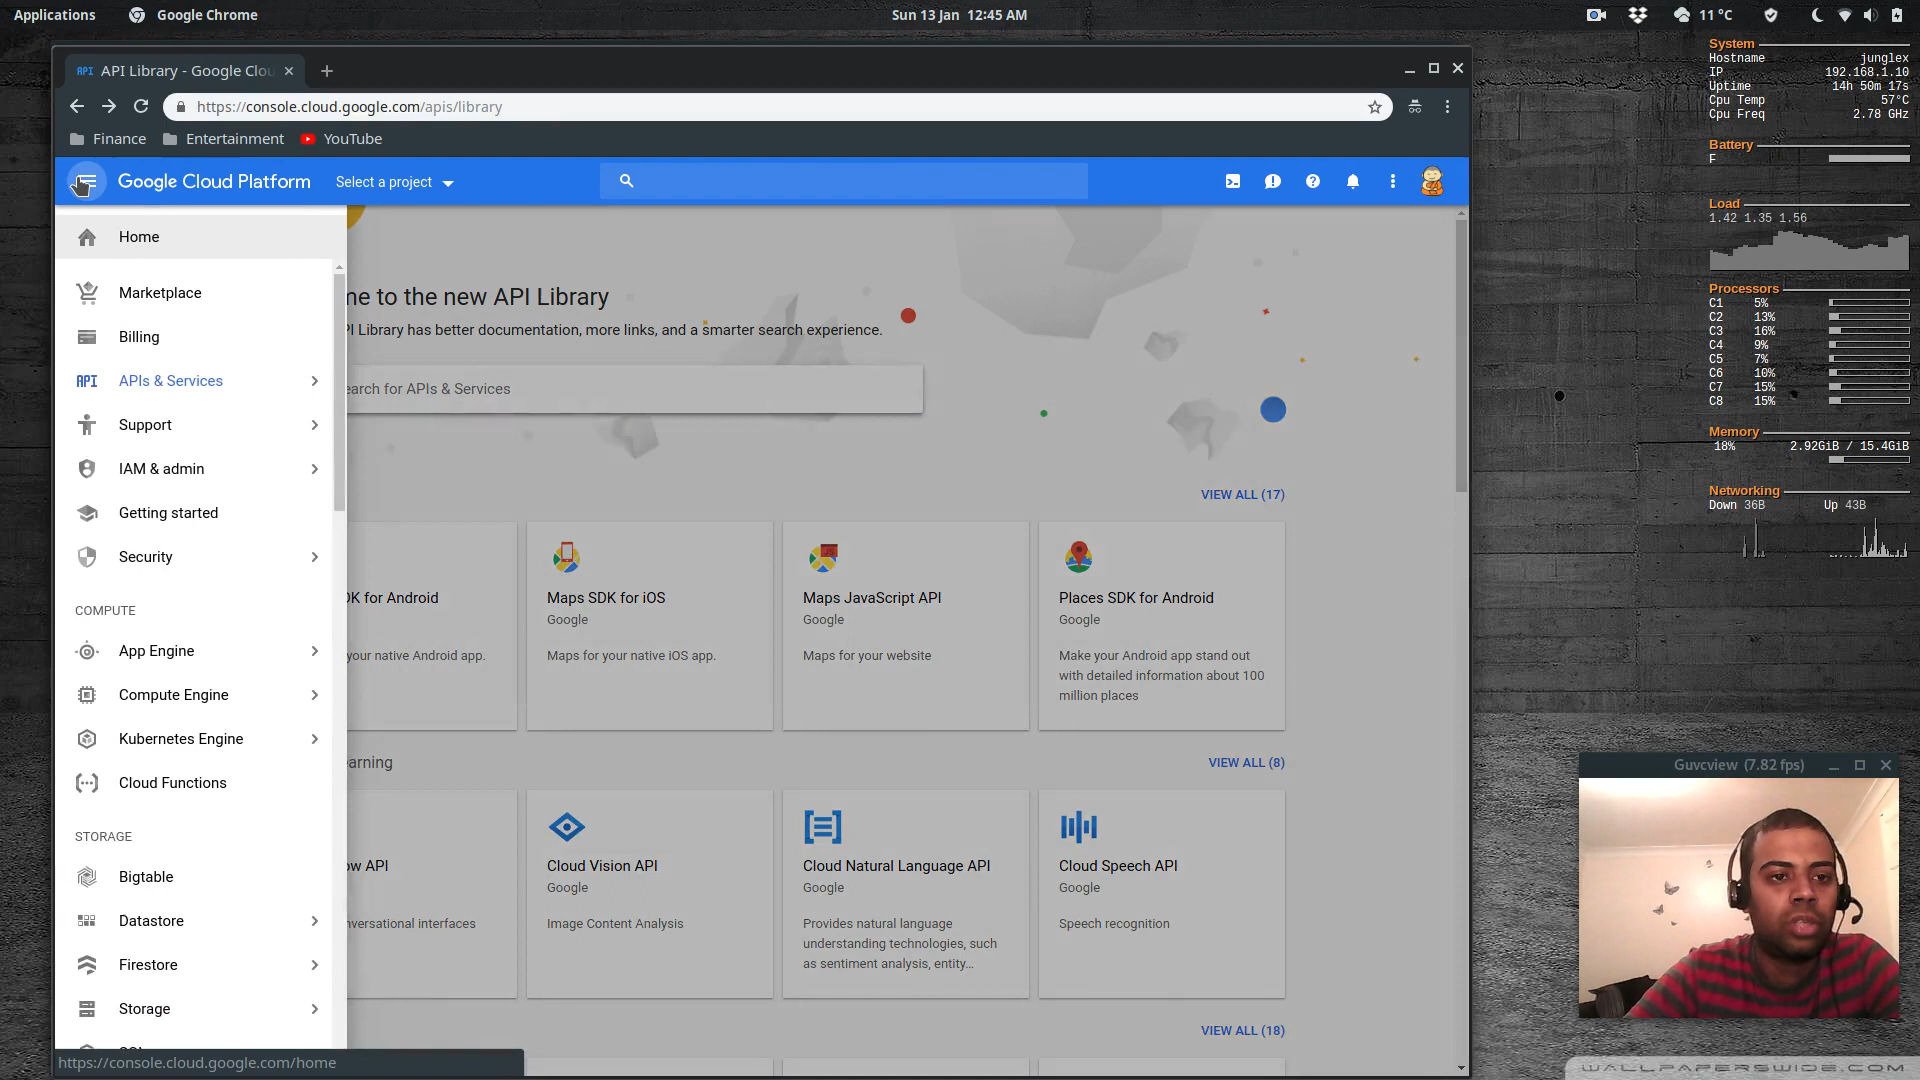 Applications
Google Chrome
Sun 13 Jan 12:45 AM
11 °C
API Library - Google Clou
https://console.cloud.google.com/apis/library
Finance
Entertainment
YouTube
Google Cloud Platform
Select a project
Home
Marketplace
Billing
API APIs & Services
Support
IAM & admin
Getting started
Security
COMPUTE
App Engine
Compute Engine
Kubernetes Engine
Cloud Functions
STORAGE
Bigtable
Datastore
Firestore
Storage
https://console.cloud.google.com/home
me to the new API Library
PI Library has better documentation, more links, and a smarter search experience.
earch for APIs & Services
VIEW ALL (17)
DK for Android
your native Android app.
Maps SDK for iOS
Google
Maps for your native iOS app.
Maps JavaScript API
Google
Maps for your website
Places SDK for Android
Google
Make your Android app stand out
with detailed information about 100
million places
earning
VIEW ALL (8)
ow API
nversational interfaces
Cloud Vision API
Google
Image Content Analysis
Cloud Natural Language API
Google
Provides natural language
understanding technologies, such
as sentiment analysis, entity...
Cloud Speech API
Google
Speech recognition
VIEW ALL (18)
System
Hostname junglex
IP 192.168.1.10
Uptime 14h 50m 17s
Cpu Temp 57°C
Cpu Freq 2.78 GHz
Battery
F
Load
1.42 1.35 1.56
Processors
C1 5%
C2 13%
C3 16%
C4 9%
C5 7%
C6 10%
C7 15%
C8 15%
Memory
18% 2.92GiB / 15.4GiB
Networking
Down 36B Up 43B
Guvcview (7.82 fps)
WALLPAPERSWIDE.COM